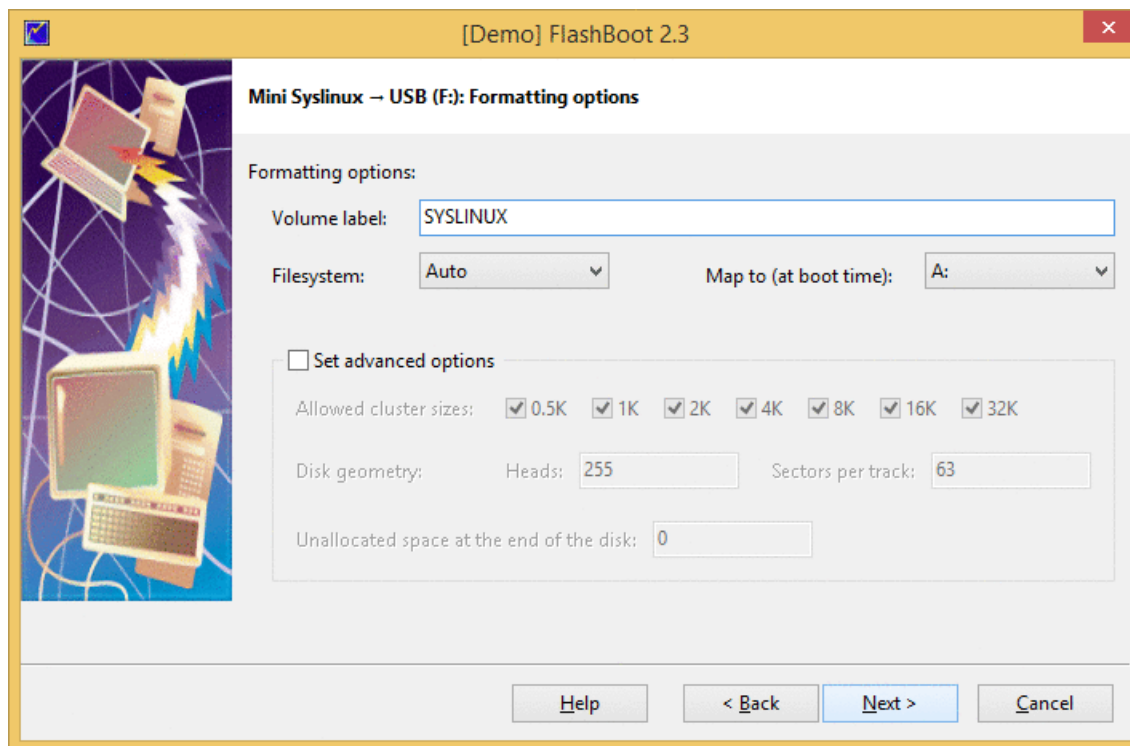 [Demo] FlashBoot 2.3
Mini Syslinux → USB (F:): Formatting options
Formatting options:
Volume label: SYSLINUX
Filesystem: Auto Map to (at boot time): A:
Set advanced options
Allowed cluster sizes: 0.5K 1K 2K 4K 8K 16K 32K
Disk geometry: Heads: 255 Sectors per track: 63
Unallocated space at the end of the disk: 0
Help < Back Next > Cancel